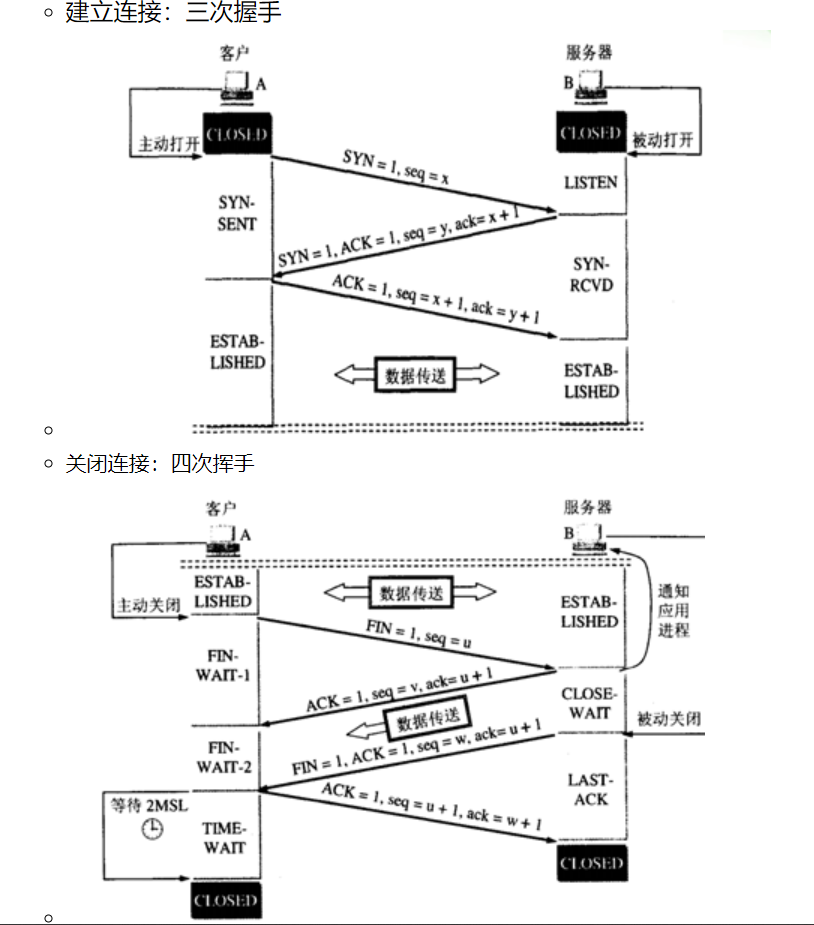 建立连接：三次握手
客户
服务器
A
B
CLOSED
CLOSED
主动打开
被动打开
SYN = 1, seq = x
LISTEN
SYN-
SENT
SYN = 1, ACK = 1, seq = y, ack= x + 1
SYN-
RCVD
ACK = 1, seq = x + 1, ack = y + 1
ESTAB-
LISHED
数据传送
ESTAB-
LISHED
关闭连接：四次挥手
客户
服务器
A
B
ESTAB-
LISHED
数据传送
通知
应用
进程
主动关闭
ESTAB-
LISHED
FIN = 1, seq = u
FIN-
WAIT-1
ACK = 1, seq = v, ack= u + 1
CLOSE-
WAIT
数据传送
被动关闭
FIN-
WAIT-2
FIN = 1, ACK = 1, seq = w, ack= u + 1
LAST-
ACK
等待 2MSL
ACK = 1, seq = u + 1, ack = w + 1
TIME-
WAIT
CLOSED
CLOSED